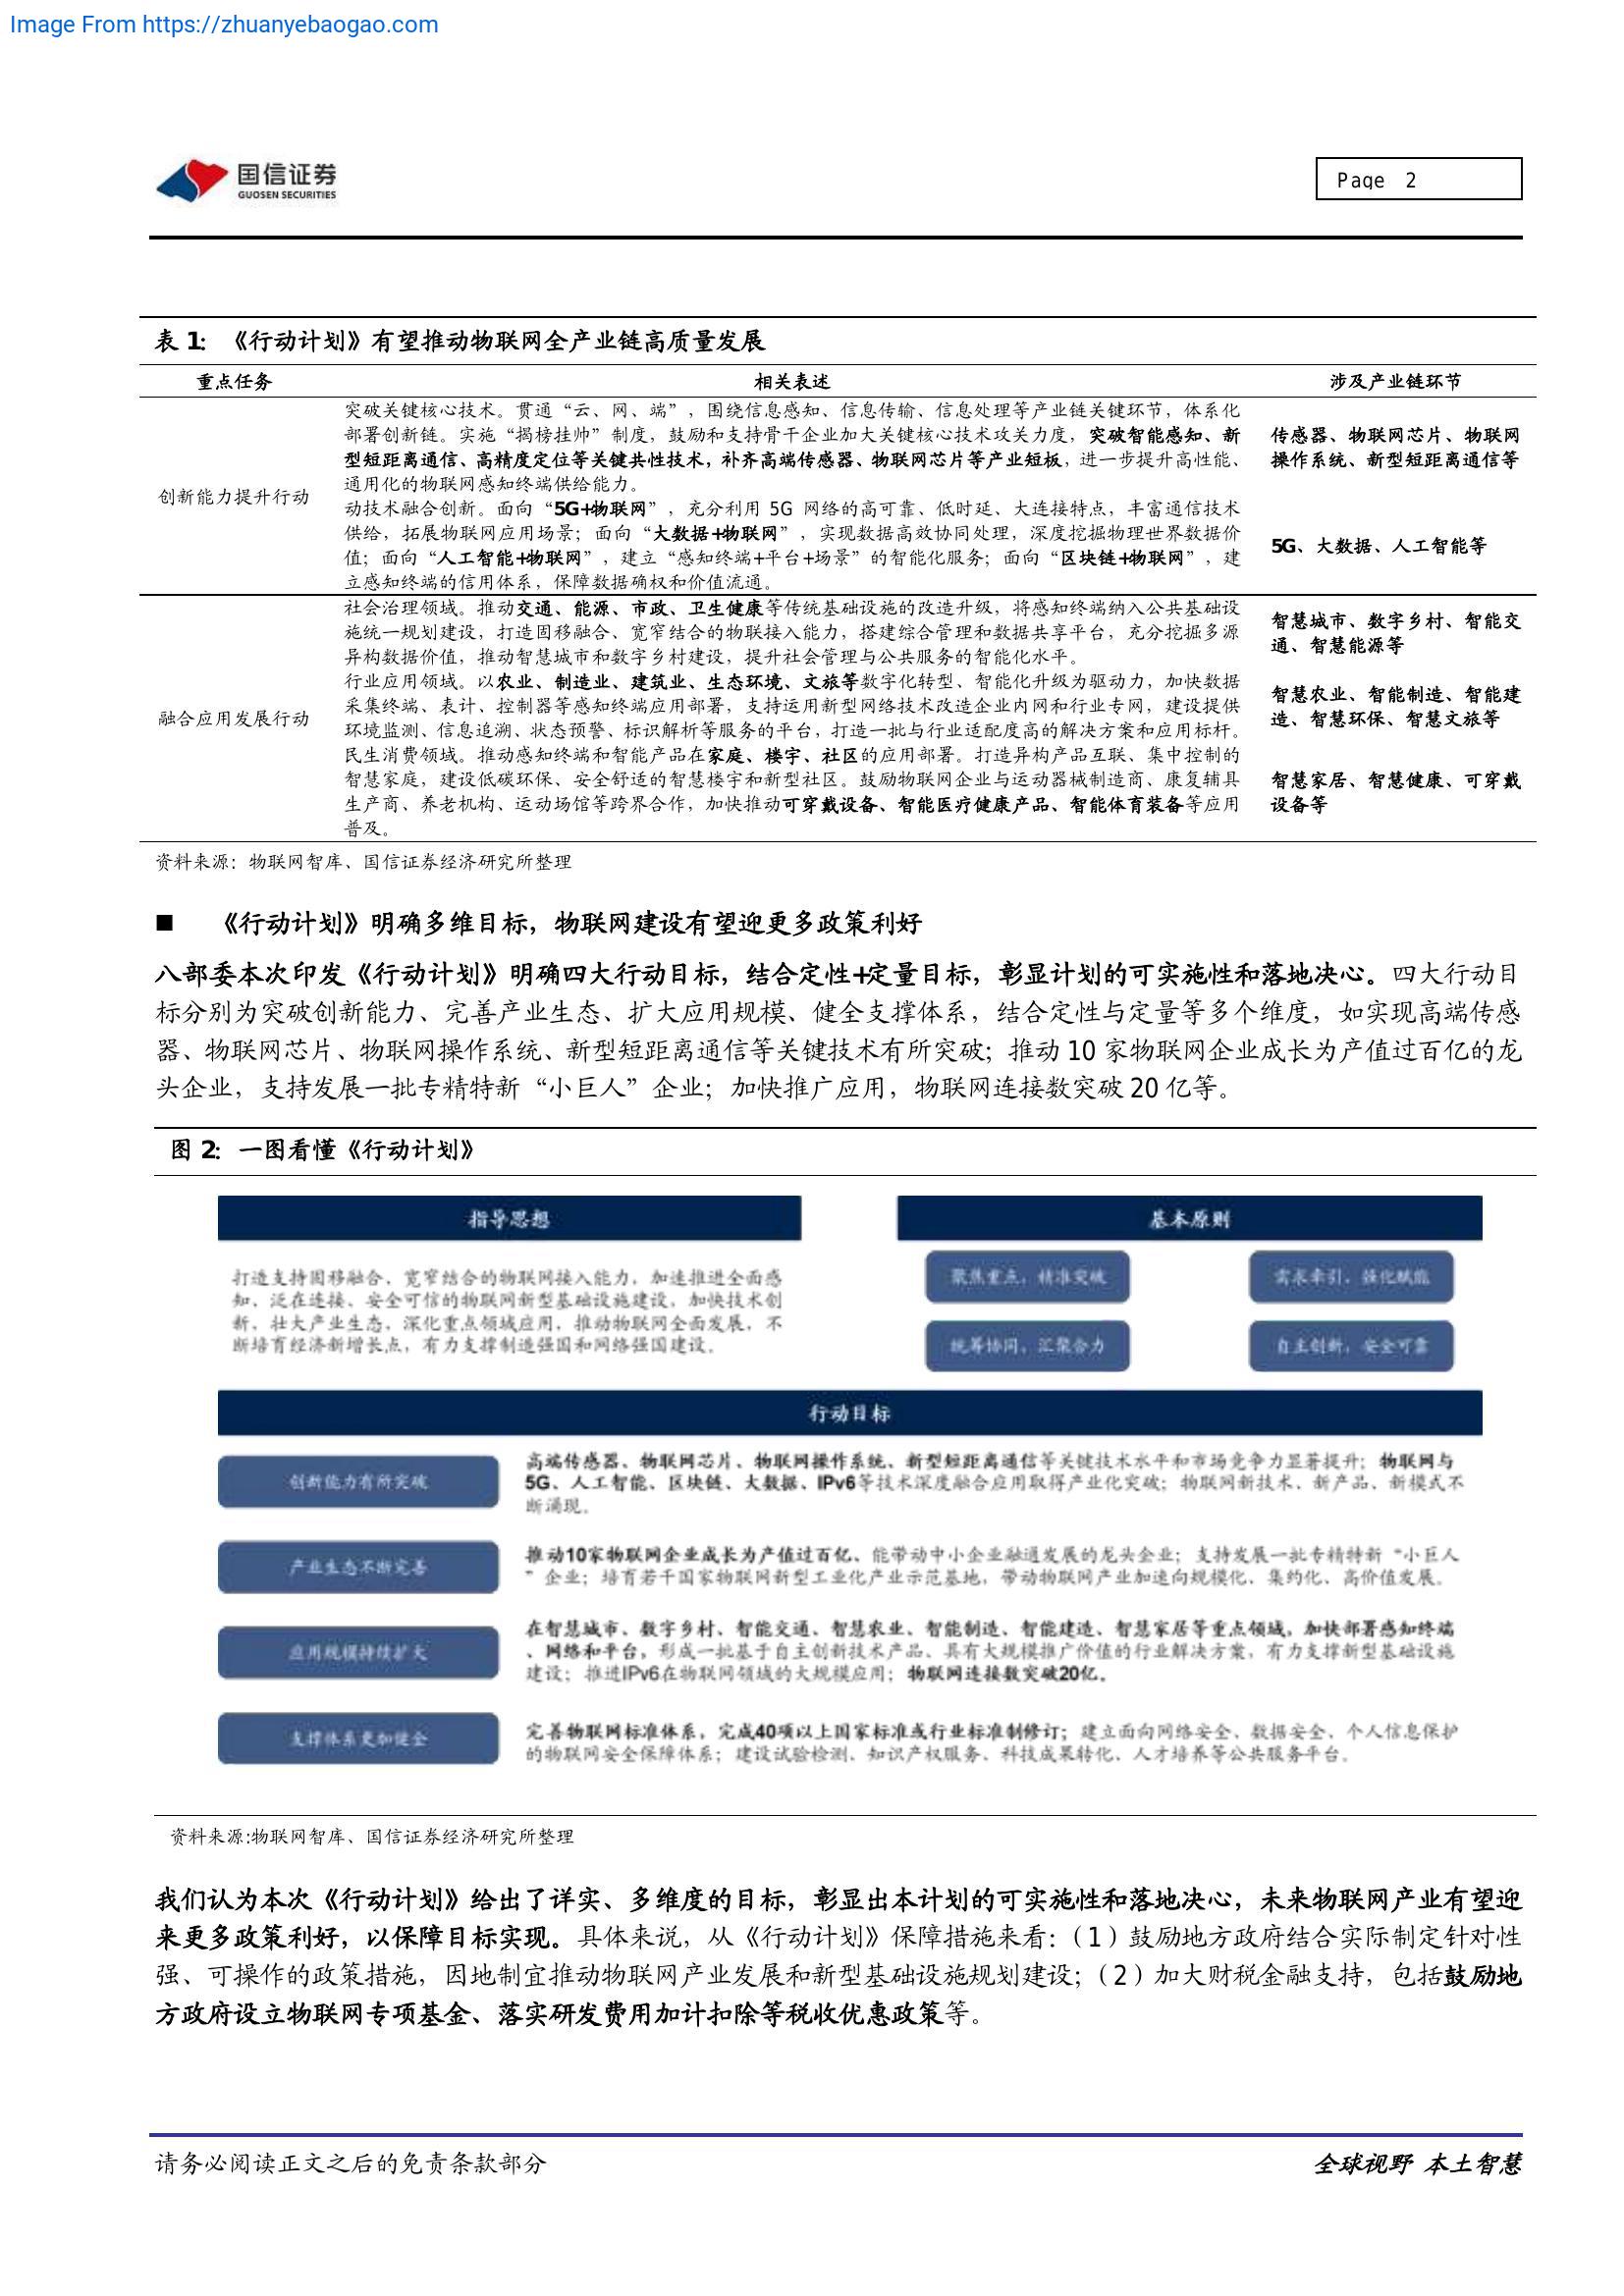 Image From https://zhuanyebaogao.com
国信证券
GUOSEN SECURITIES
Page 2
表 1：《行动计划》有望推动物联网全产业链高质量发展
重点任务 相关表述 涉及产业链环节
创新能力提升行动
突破关键核心技术。贯通“云、网、端”，围绕信息感知、信息传输、信息处理等产业链关键环节，体系化
部署创新链。实施“揭榜挂帅”制度，鼓励和支持骨干企业加大关键核心技术攻关力度，突破智能感知、新
型短距离通信、高精度定位等关键共性技术，补齐高端传感器、物联网芯片等产业短板，进一步提升高性能、
通用化的物联网感知终端供给能力。
传感器、物联网芯片、物联网
操作系统、新型短距离通信等
动技术融合创新。面向“5G+物联网”，充分利用 5G 网络的高可靠、低时延、大连接特点，丰富通信技术
供给，拓展物联网应用场景；面向“大数据+物联网”，实现数据高效协同处理，深度挖掘物理世界数据价
值；面向“人工智能+物联网”，建立“感知终端+平台+场景”的智能化服务；面向“区块链+物联网”，建
立感知终端的信用体系，保障数据确权和价值流通。
5G、大数据、人工智能等
融合应用发展行动
社会治理领域。推动交通、能源、市政、卫生健康等传统基础设施的改造升级，将感知终端纳入公共基础设
施统一规划建设，打造固移融合、宽窄结合的物联接入能力，搭建综合管理和数据共享平台，充分挖掘多源
异构数据价值，推动智慧城市和数字乡村建设，提升社会管理与公共服务的智能化水平。
智慧城市、数字乡村、智能交
通、智慧能源等
行业应用领域。以农业、制造业、建筑业、生态环境、文旅等数字化转型、智能化升级为驱动力，加快数据
采集终端、表计、控制器等感知终端应用部署，支持运用新型网络技术改造企业内网和行业专网，建设提供
环境监测、信息追溯、状态预警、标识解析等服务的平台，打造一批与行业适配度高的解决方案和应用标杆。
智慧农业、智能制造、智能建
造、智慧环保、智慧文旅等
民生消费领域。推动感知终端和智能产品在家庭、楼宇、社区的应用部署。打造异构产品互联、集中控制的
智慧家庭，建设低碳环保、安全舒适的智慧楼宇和新型社区。鼓励物联网企业与运动器械制造商、康复辅具
生产商、养老机构、运动场馆等跨界合作，加快推动可穿戴设备、智能医疗健康产品、智能体育装备等应用
普及。
智慧家居、智慧健康、可穿戴
设备等
资料来源：物联网智库、国信证券经济研究所整理
■ 《行动计划》明确多维目标，物联网建设有望迎更多政策利好
八部委本次印发《行动计划》明确四大行动目标，结合定性+定量目标，彰显计划的可实施性和落地决心。四大行动目
标分别为突破创新能力、完善产业生态、扩大应用规模、健全支撑体系，结合定性与定量等多个维度，如实现高端传感
器、物联网芯片、物联网操作系统、新型短距离通信等关键技术有所突破；推动 10 家物联网企业成长为产值过百亿的龙
头企业，支持发展一批专精特新“小巨人”企业；加快推广应用，物联网连接数突破 20 亿等。
图 2：一图看懂《行动计划》
指导思想
打造支持固移融合、宽窄结合的物联网接入能力，加速推进全面感
知、泛在连接、安全可信的物联网新型基础设施建设，加快技术创
新，壮大产业生态，深化重点领域应用，推动物联网全面发展，不
断培育经济新增长点，有力支撑制造强国和网络强国建设。
基本原则
聚焦重点，精准突破
需求牵引，强化赋能
统筹协同，汇聚合力
自主创新，安全可靠
行动目标
创新能力有所突破
高端传感器、物联网芯片、物联网操作系统、新型短距离通信等关键技术水平和市场竞争力显著提升；物联网与
5G、人工智能、区块链、大数据、IPv6等技术深度融合应用取得产业化突破；物联网新技术、新产品、新模式不
断涌现。
产业生态不断完善
推动10家物联网企业成长为产值过百亿、能带动中小企业融通发展的龙头企业；支持发展一批专精特新“小巨人
”企业；培育若干国家物联网新型工业化产业示范基地，带动物联网产业加速向规模化、集约化、高价值发展。
应用规模持续扩大
在智慧城市、数字乡村、智能交通、智慧农业、智能制造、智能建造、智慧家居等重点领域，加快部署感知终端
、网络和平台，形成一批基于自主创新技术产品、具有大规模推广价值的行业解决方案，有力支撑新型基础设施
建设；推进IPv6在物联网领域的大规模应用；物联网连接数突破20亿。
支撑体系更加健全
完善物联网标准体系，完成40项以上国家标准或行业标准制修订；建立面向网络安全、数据安全、个人信息保护
的物联网安全保障体系；建设试验检测、知识产权服务、科技成果转化、人才培养等公共服务平台。
资料来源:物联网智库、国信证券经济研究所整理
我们认为本次《行动计划》给出了详实、多维度的目标，彰显出本计划的可实施性和落地决心，未来物联网产业有望迎
来更多政策利好，以保障目标实现。具体来说，从《行动计划》保障措施来看：（1）鼓励地方政府结合实际制定针对性
强、可操作的政策措施，因地制宜推动物联网产业发展和新型基础设施规划建设；（2）加大财税金融支持，包括鼓励地
方政府设立物联网专项基金、落实研发费用加计扣除等税收优惠政策等。
请务必阅读正文之后的免责条款部分
全球视野 本土智慧